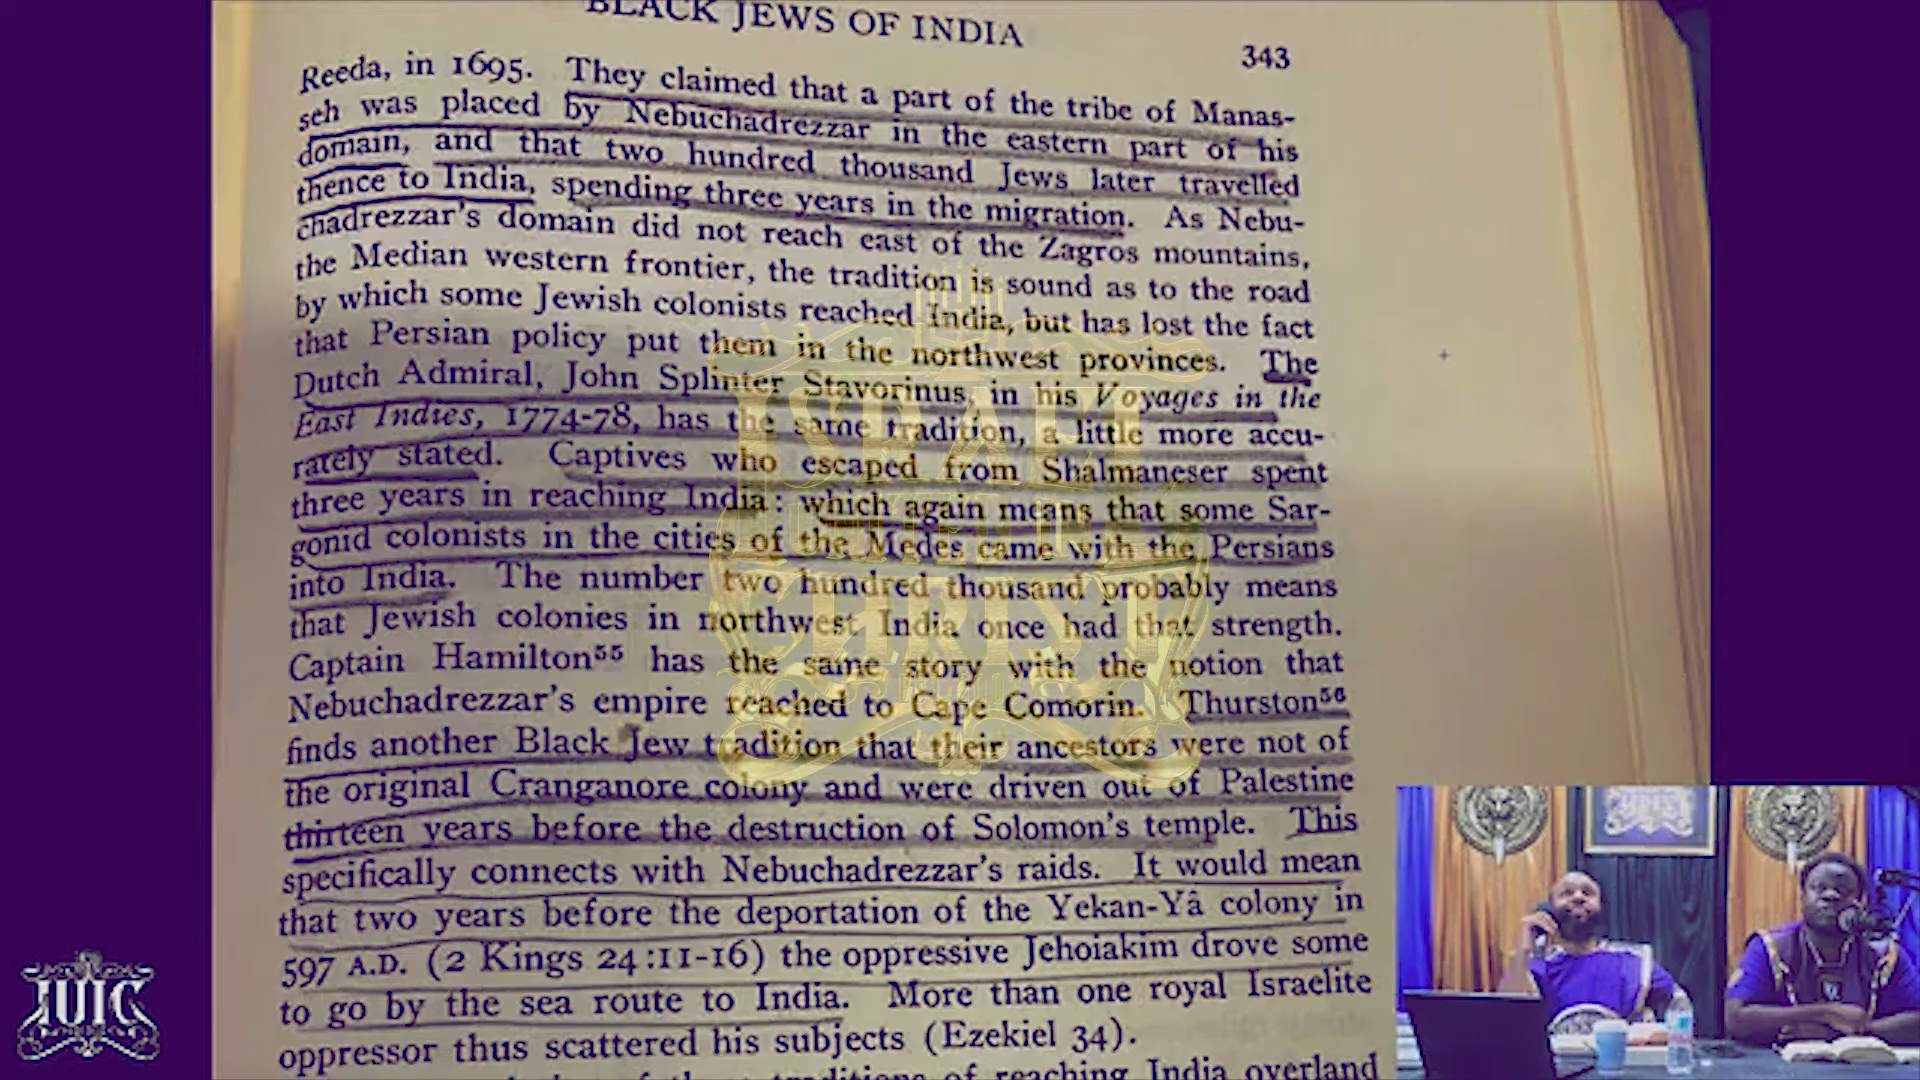 BLACK JEWS OF INDIA
343
Reeda, in 1695. They claimed that a part of the tribe of Manas-
seh was placed by Nebuchadrezzar in the eastern part of his
domain, and that two hundred thousand Jews later travelled
thence to India, spending three years in the migration. As Nebu-
chadrezzar's domain did not reach east of the Zagros mountains,
the Median western frontier, the tradition is sound as to the road
by which some Jewish colonists reached India, but has lost the fact
that Persian policy put them in the northwest provinces. The
Dutch Admiral, John Splinter Stavorinus, in his Voyages in the
East Indies, 1774-78, has the same tradition, a little more accu-
rately stated. Captives who escaped from Shalmaneser spent
three years in reaching India: which again means that some Sar-
gonid colonists in the cities of the Medes came with the Persians
into India. The number two hundred thousand probably means
that Jewish colonies in northwest India once had that strength.
Captain Hamilton55 has the same story with the notion that
Nebuchadrezzar's empire reached to Cape Comorin. Thurston56
finds another Black Jew tradition that their ancestors were not of
the original Cranganore colony and were driven out of Palestine
thirteen years before the destruction of Solomon's temple. This
specifically connects with Nebuchadrezzar's raids. It would mean
that two years before the deportation of the Yekan-Yâ colony in
597 A.D. (2 Kings 24:11-16) the oppressive Jehoiakim drove some
to go by the sea route to India. More than one royal Israelite
oppressor thus scattered his subjects (Ezekiel 34).
traditions of reaching India overland
ISRAEL
UNITED IN
CHRIST
IUIC
CHRIST